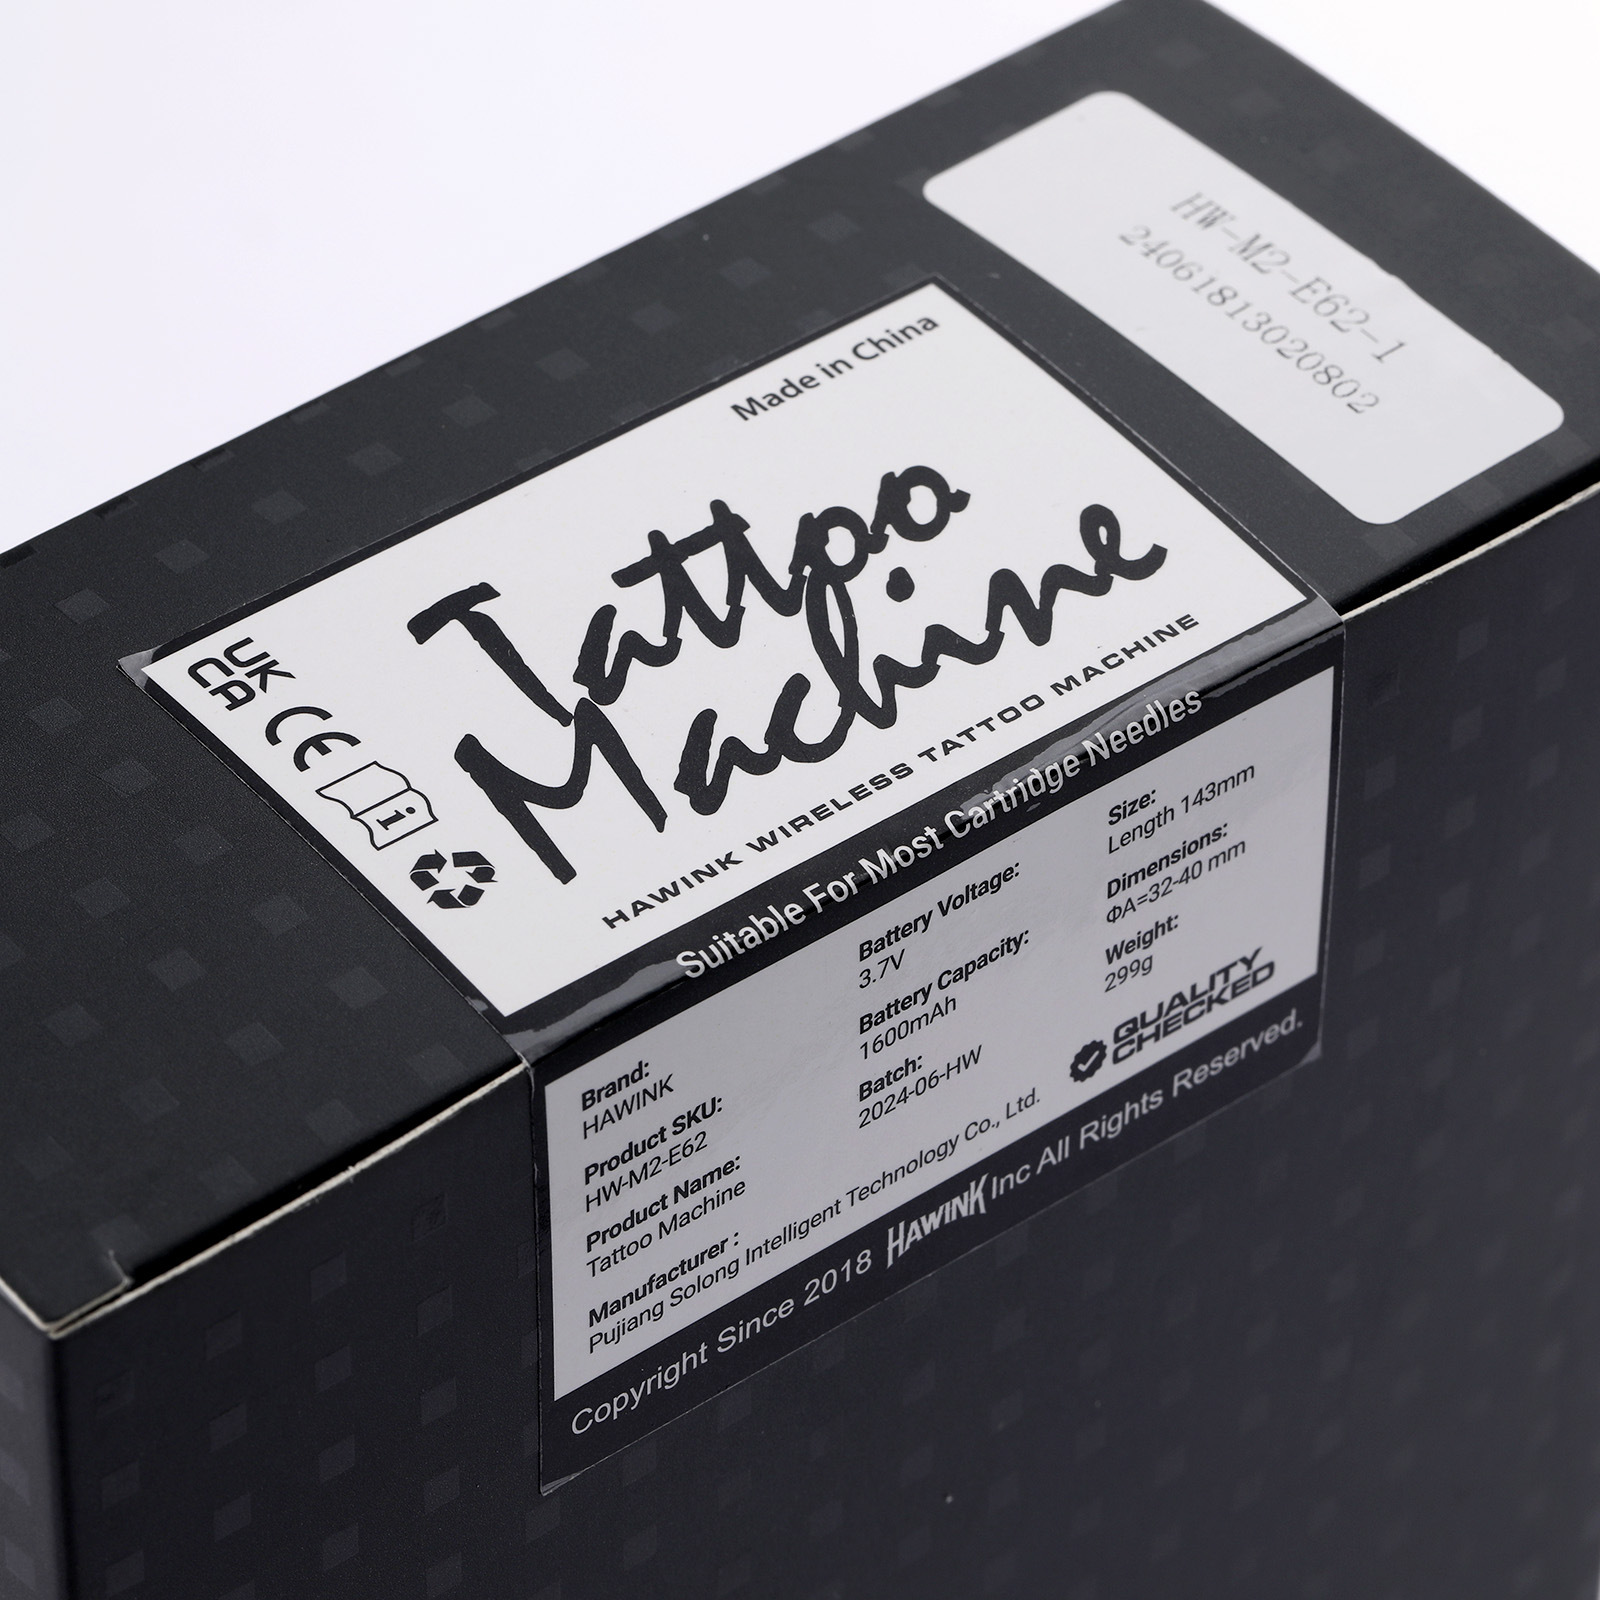 HW-M2-E62-1
2406181302080​2
Made in China
Tattoo
Machine
HAWINK WIRELESS TATTOO MACHINE
UK
CA
CE
i
Suitable For Most Cartridge Needles
Brand:
HAWINK
Product SKU:
HW-M2-E62
Product Name:
Tattoo Machine
Manufacturer :
Pujiang Solong Intelligent Technology Co., Ltd.
Battery Voltage:
3.7V
Battery Capacity:
1600mAh
Batch:
2024-06-HW
Size:
Length 143mm
Dimensions:
ΦA=32-40 mm
Weight:
299g
QUALITY
CHECKED
Copyright Since 2018 HAWINK Inc All Rights Reserved.